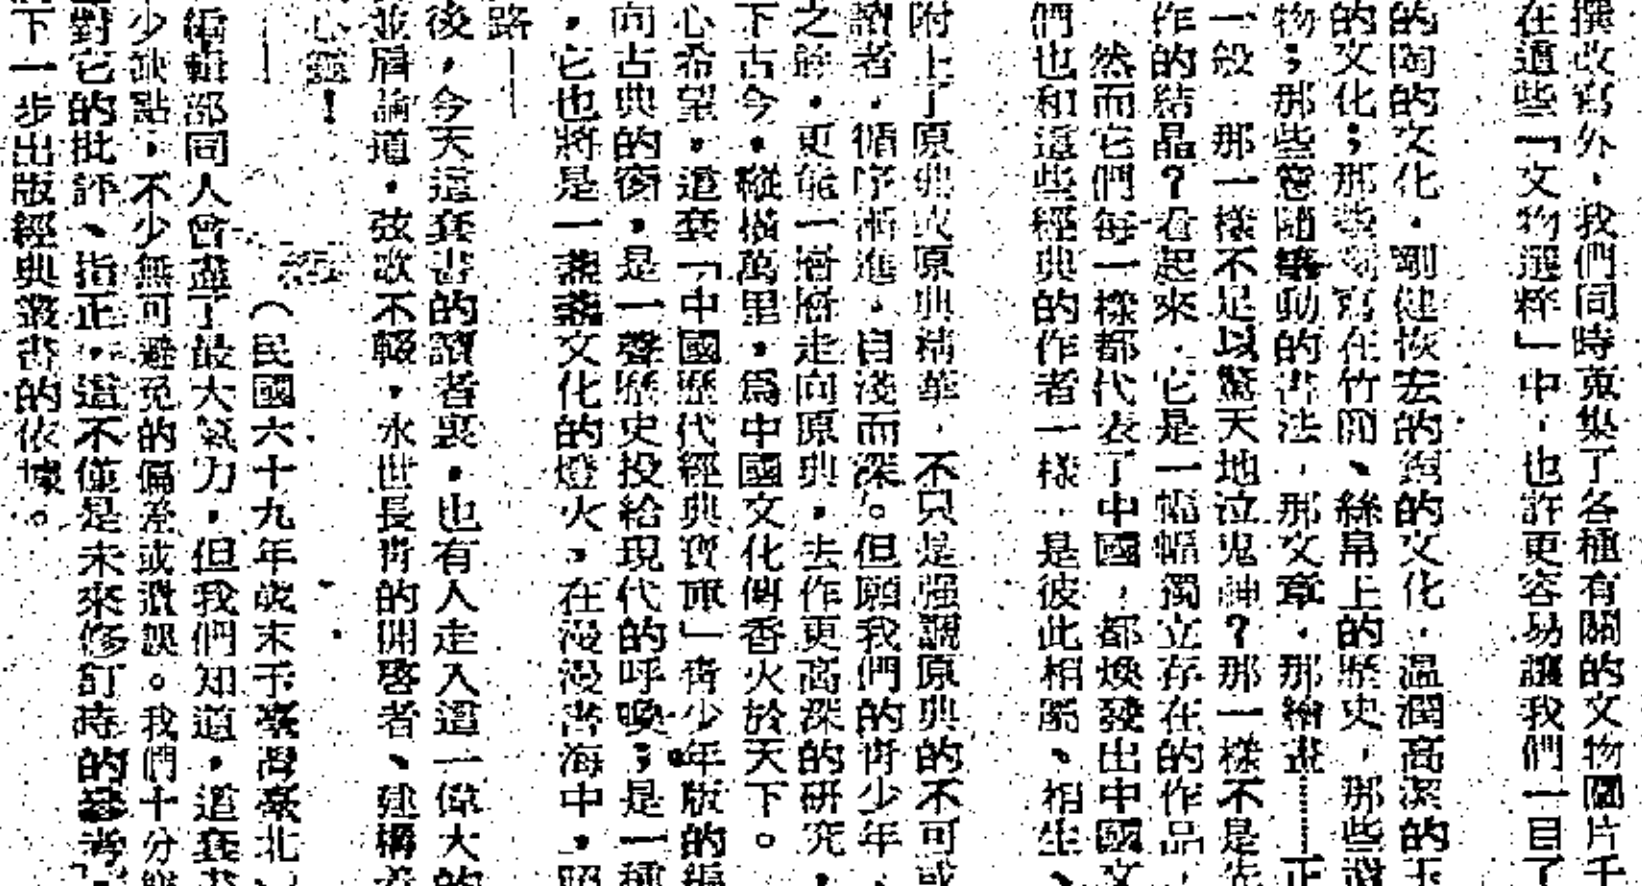 撰改寫外，我們同時蒐集了各種有關的文物圖片千
在這些「文物選粹」中，也許更容易讓我們一目了
的陶的文化，剛健恢宏的銅的文化，溫潤高潔的玉
的文化；那些書寫在竹簡、絲帛上的歷史，那些
物；那些隨動的書法，那文章，那繪畫……正
一般，那一樣不足以驚天地泣鬼神？那一樣不是先
作的結晶？看起來，它是一幅幅獨立存在的作品，
然而它們每一樣都代表了中國，都煥發出中國文
們也和這些經典的作者一樣，是彼此相屬、相生、
附上了原典或原典精華，不只是強調原典的不可或
讀者，循序漸進，自淺而深。但願我們的青少年，
之餘，更能一層層走向原典，去作更高深的研究，
下古今，縱橫萬里，為中國文化傳香火於天下。
心希望，這套「中國歷代經典寶庫」青少年版的編
向古典的窗，是一聲歷史投給現代的呼喚；是一種
，它也將是一盞盞文化的燈火，在漫漫書海中，照
路——
後，今天這套書的讀者裏，也有人走入這一偉大的
並肩論道，弦歌不輟，永世長青的開啓者、建構者
心靈！
——
（民國六十九年歲末于臺灣臺北）
編輯部同人曾盡了最大氣力，但我們知道，這套書
少缺點，不少無可避免的偏差或遺誤。我們十分
對它的批評、指正，這不僅是未來修訂時的參考，
下一步出版經典叢書的依據。